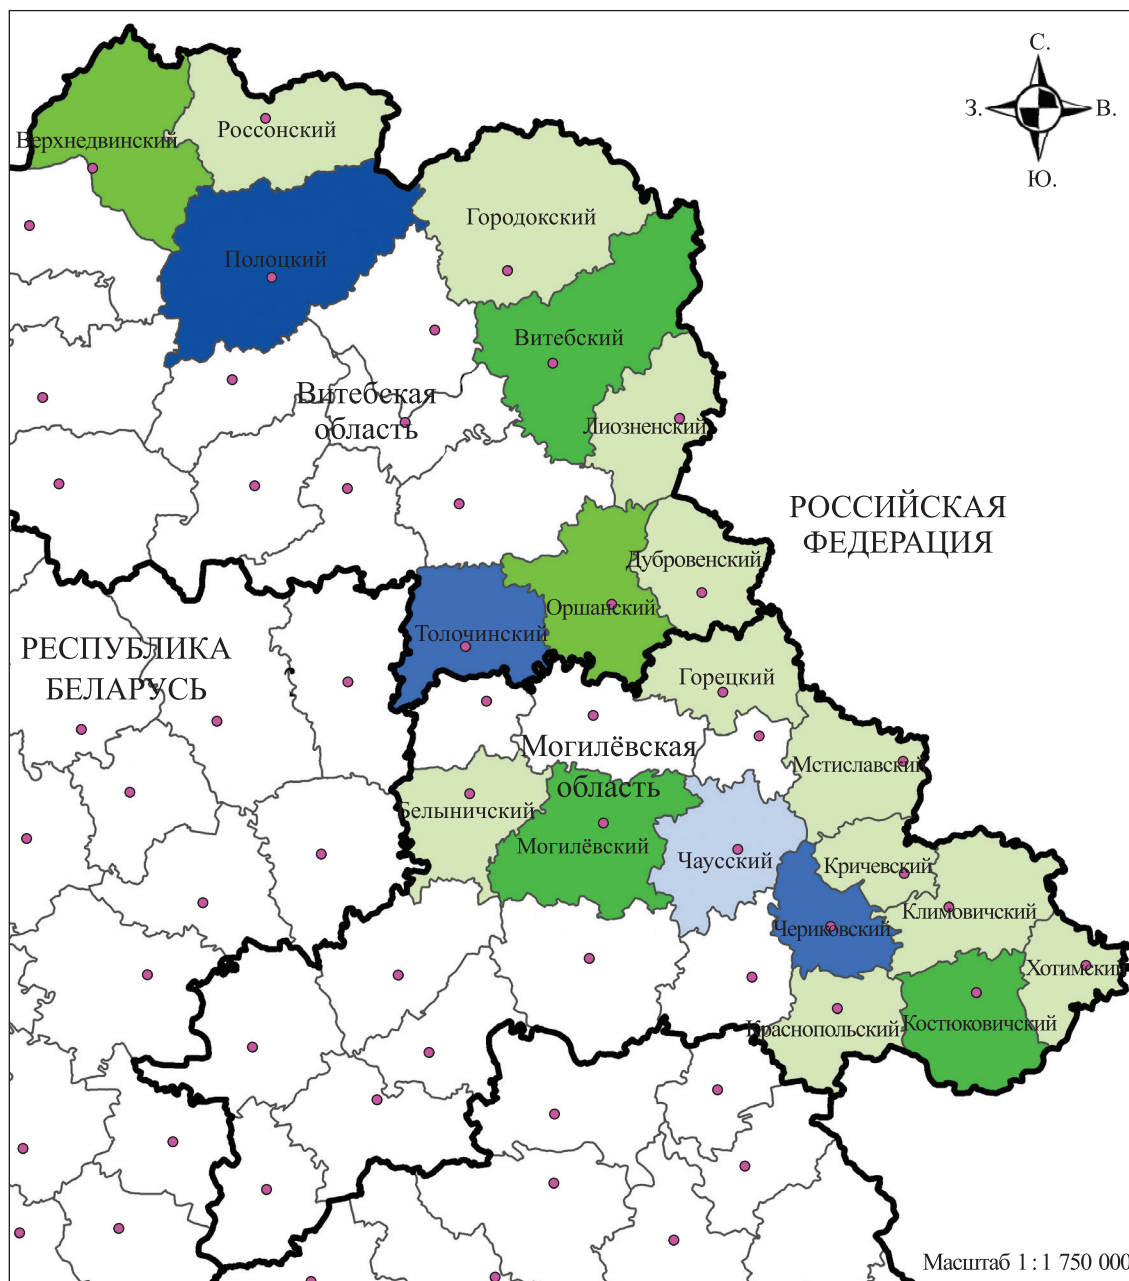 С.
З.
В.
Ю.
Верхнедвинский
Россонский
Городокский
Полоцкий
Витебский
Витебская
область
Лиозненский
РОССИЙСКАЯ
ФЕДЕРАЦИЯ
Дубровенский
Оршанский
Толочинский
РЕСПУБЛИКА
БЕЛАРУСЬ
Горецкий
Могилёвская
область
Мстиславский
Белыничский
Могилёвский
Чаусский
Кричевский
Климовичский
Чериковский
Хотимский
Краснопольский
Костюковичский
Масштаб 1 : 1 750 000